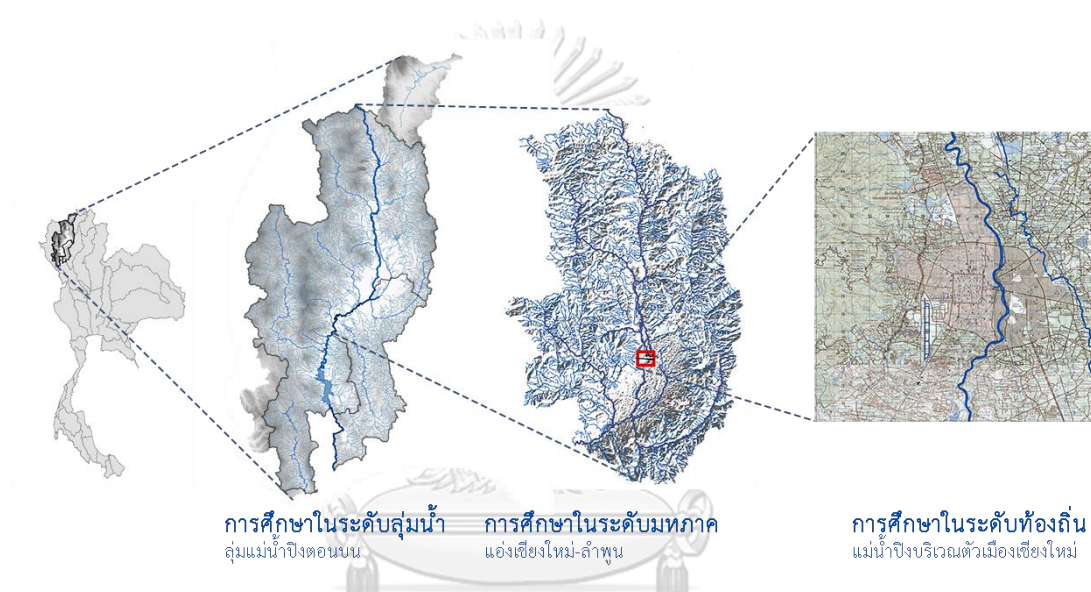 การศึกษาในระดับลุ่มน้ำ
ลุ่มแม่น้ำปิงตอนบน
การศึกษาในระดับมหภาค
แอ่งเชียงใหม่-ลำพูน
การศึกษาในระดับท้องถิ่น
แม่น้ำปิงบริเวณตัวเมืองเชียงใหม่